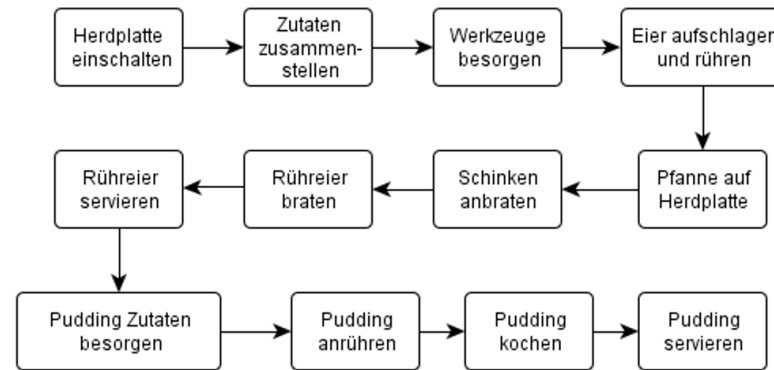 Herdplatte
einschalten
Zutaten
zusammen-
stellen
Werkzeuge
besorgen
Eier aufschlagen
und rühren
Rühreier
servieren
Rühreier
braten
Schinken
anbraten
Pfanne auf
Herdplatte
Pudding Zutaten
besorgen
Pudding
anrühren
Pudding
kochen
Pudding
servieren